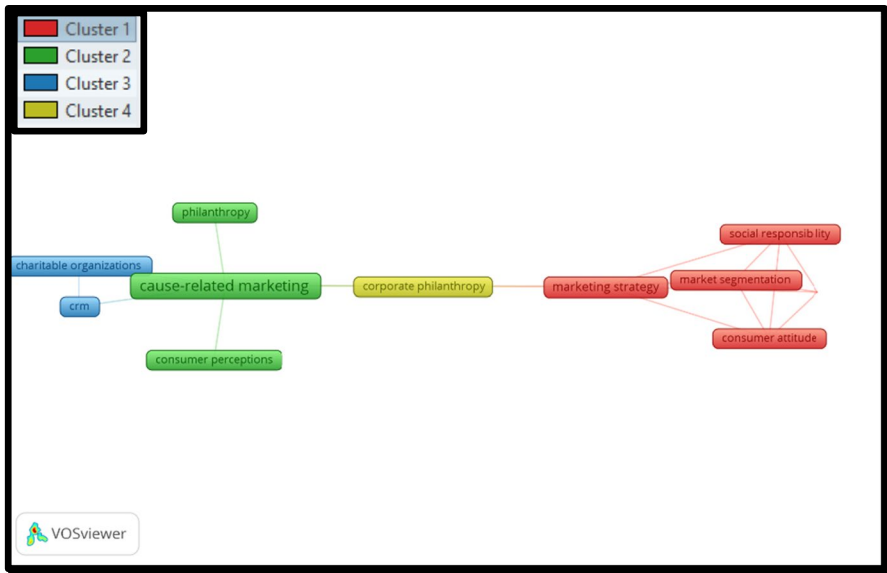 Cluster 1
Cluster 2
Cluster 3
Cluster 4
philanthropy
social responsiblity
charitable organizations
cause-related marketing
corporate philanthropy
marketing strategy
market segmentation
crm
consumer attitude
consumer perceptions
VOSviewer